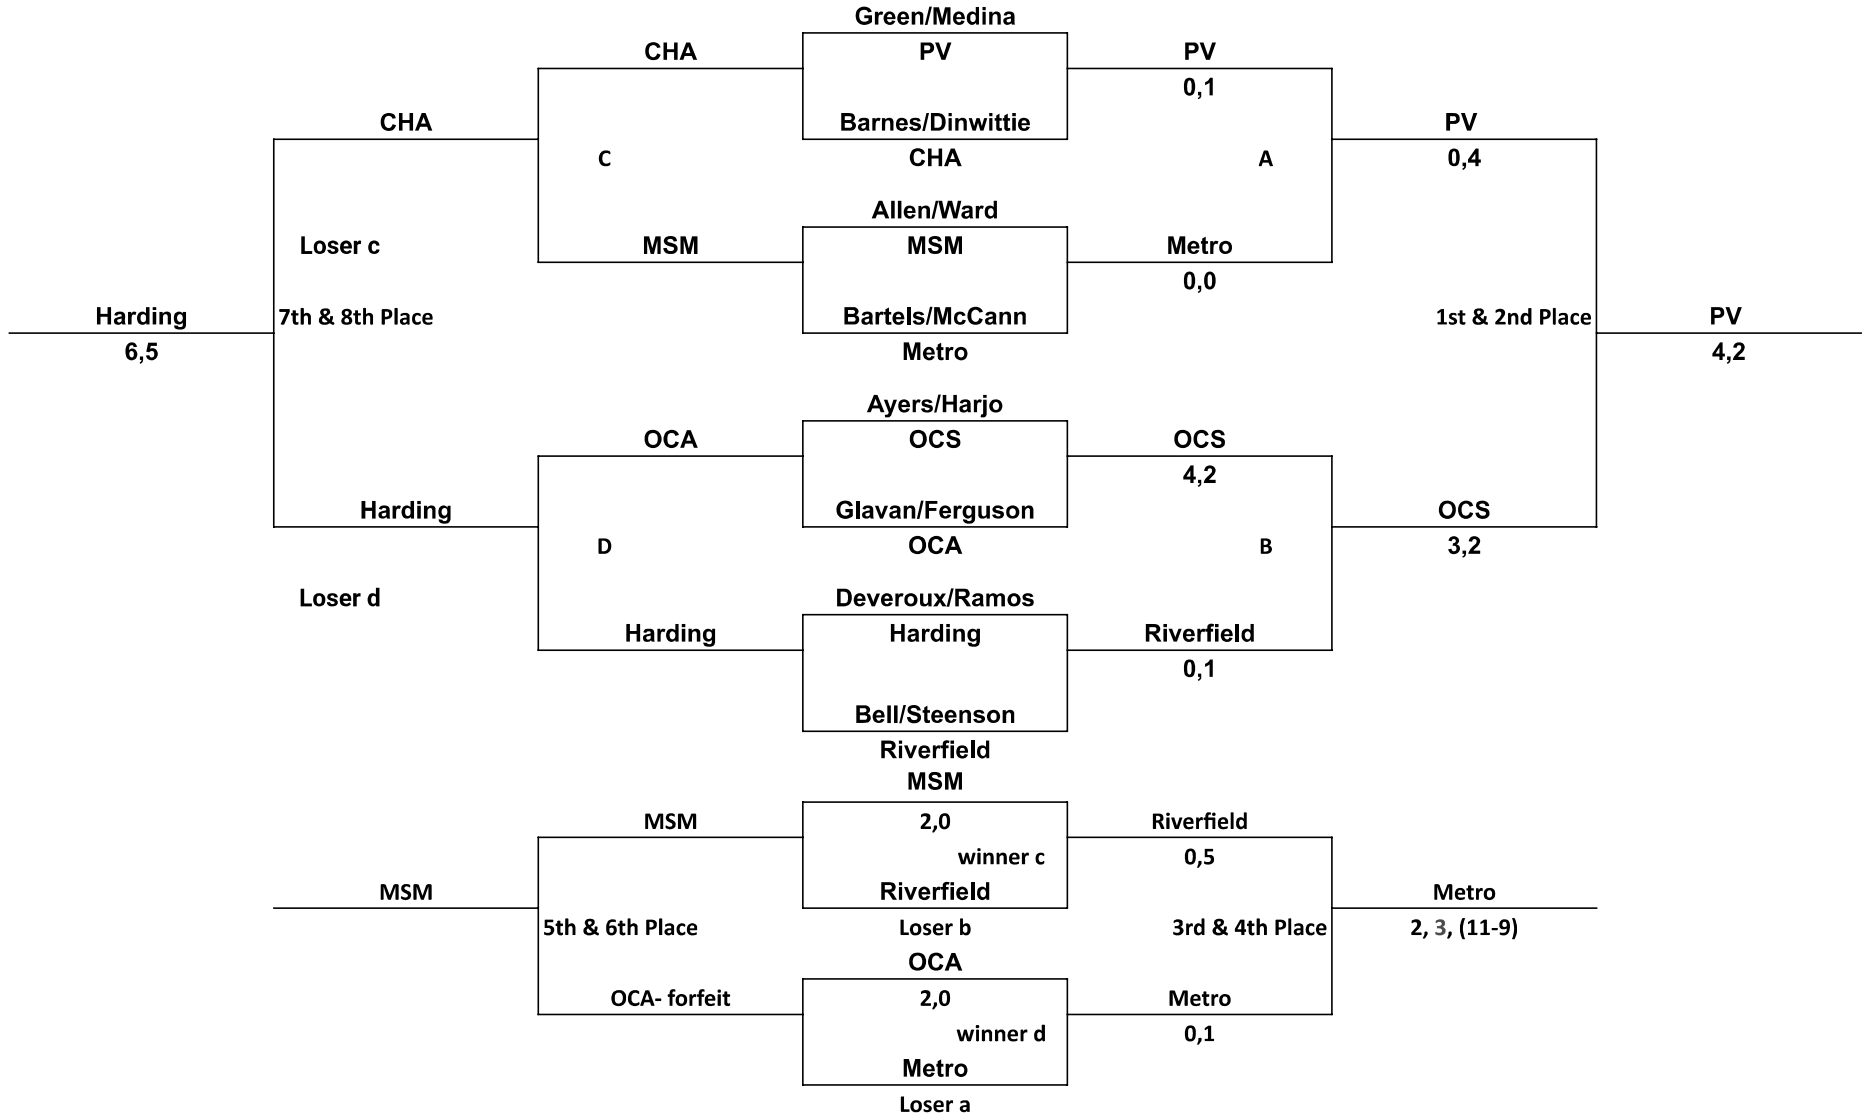 Green/Medina
CHA PV PV
0,1
CHA Barnes/Dinwittie PV
C CHA A 0,4
Allen/Ward
Loser c MSM MSM Metro
0,0
Harding 7th & 8th Place Bartels/McCann 1st & 2nd Place PV
6,5 Metro 4,2
Ayers/Harjo
OCA OCS OCS
4,2
Harding Glavan/Ferguson OCS
D OCA B 3,2
Loser d Deveroux/Ramos
Harding Harding Riverfield
0,1
Bell/Steenson
Riverfield
MSM
MSM 2,0 Riverfield
winner c 0,5
MSM Riverfield Metro
5th & 6th Place Loser b 3rd & 4th Place 2, 3, (11-9)
OCA
OCA- forfeit 2,0 Metro
winner d 0,1
Metro
Loser a